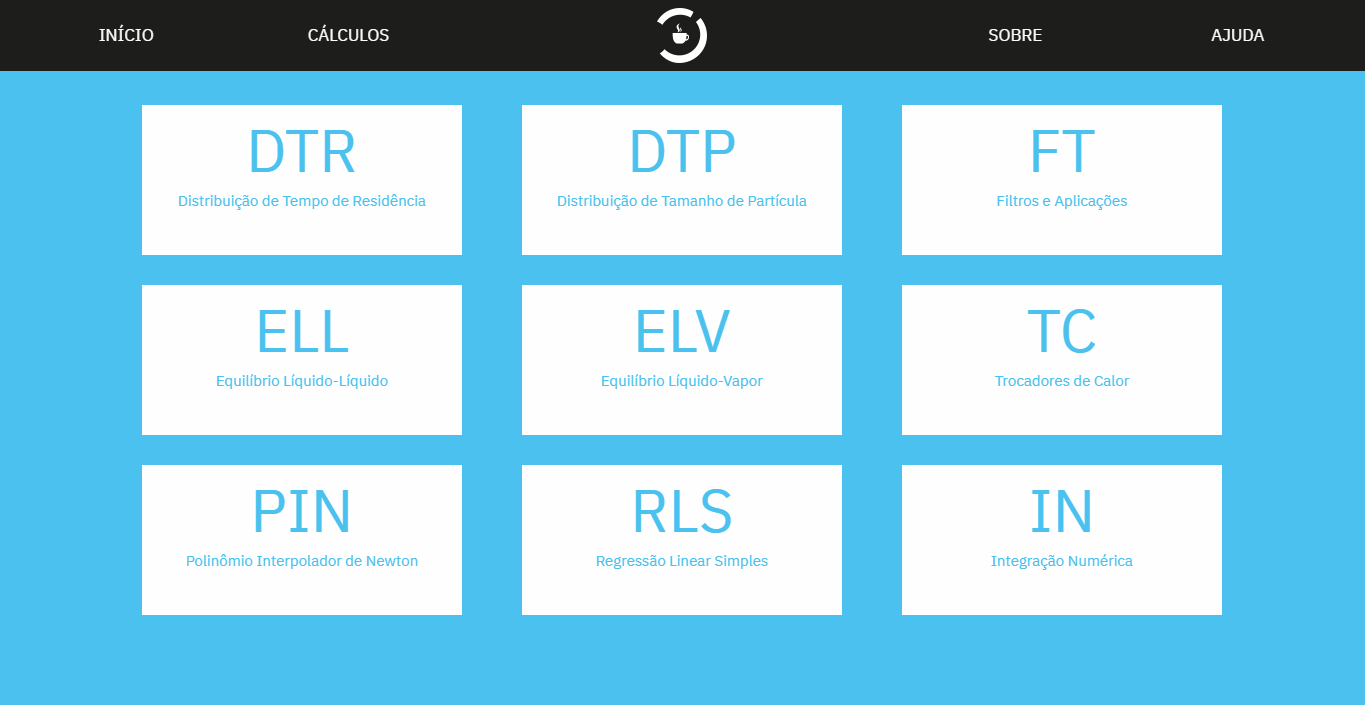 INÍCIO CÁLCULOS SOBRE AJUDA
DTR
Distribuição de Tempo de Residência
DTP
Distribuição de Tamanho de Partícula
FT
Filtros e Aplicações
ELL
Equilíbrio Líquido-Líquido
ELV
Equilíbrio Líquido-Vapor
TC
Trocadores de Calor
PIN
Polinômio Interpolador de Newton
RLS
Regressão Linear Simples
IN
Integração Numérica